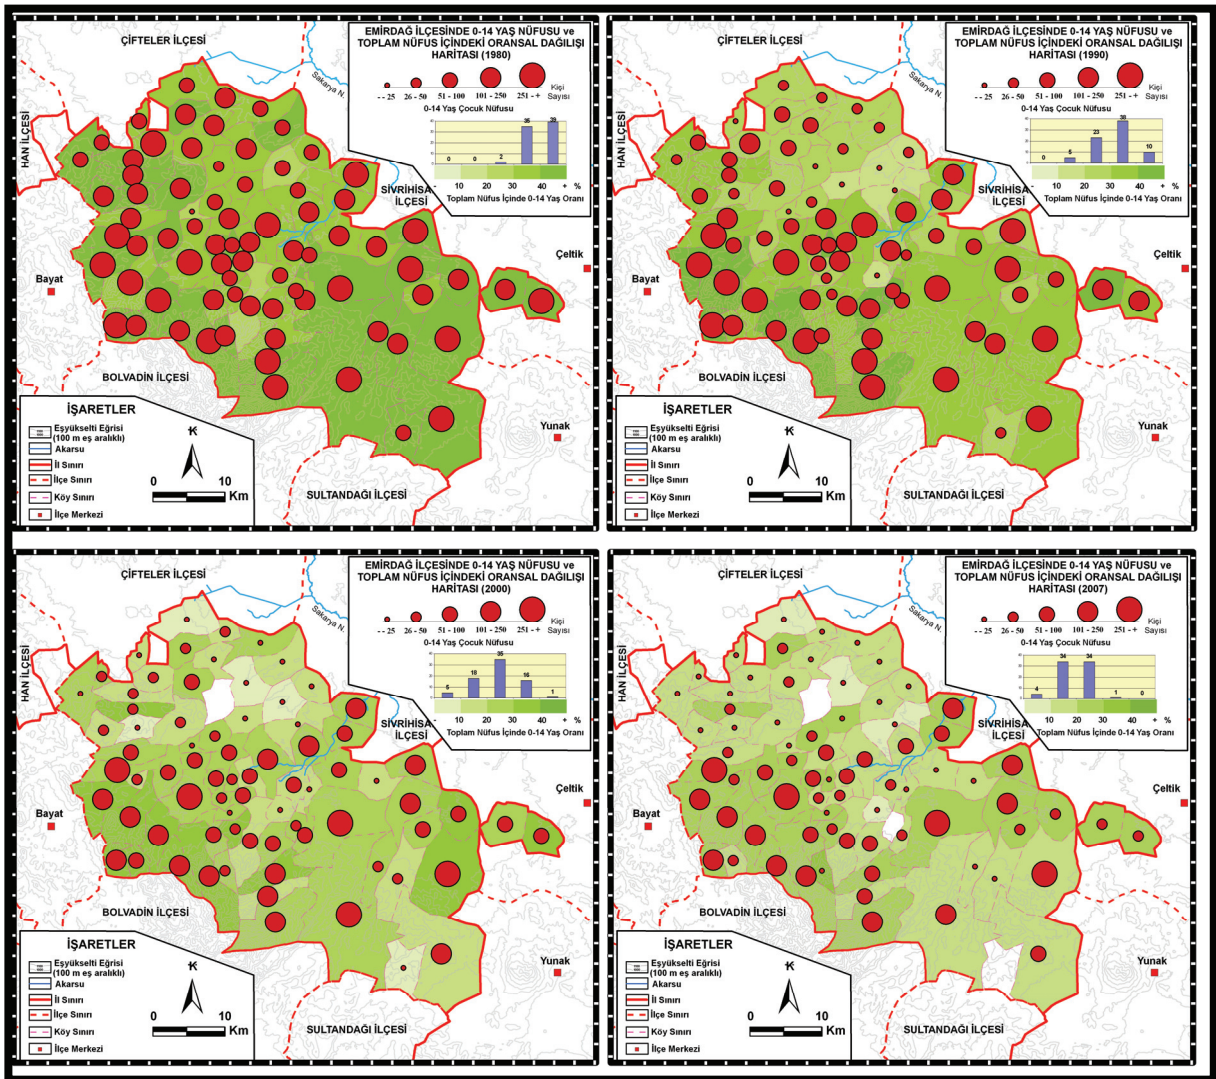 ÇİFTELER İLÇESİ
Sakarya N.
HAN İLÇESİ
EMİRDAĞ İLÇESİNDE 0-14 YAŞ NÜFUSU ve
TOPLAM NÜFUS İÇİNDEKİ ORANSAL DAĞILIŞI
HARİTASI (1980)
Kişi
Sayısı
- - 25 26 - 50 51 - 100 101 - 250 251 - +
0-14 Yaş Çocuk Nüfusu
0 0 2 35 39
- 10 20 30 40 + %
Toplam Nüfus İçinde 0-14 Yaş Oranı
SİVRİHİSA
İLÇESİ
Çeltik
Bayat
BOLVADİN İLÇESİ
Yunak
SULTANDAĞI İLÇESİ
İŞARETLER
Eşyükselti Eğrisi
(100 m eş aralıklı)
Akarsu
İl Sınırı
İlçe Sınırı
Köy Sınırı
İlçe Merkezi
K
0 10
Km
ÇİFTELER İLÇESİ
Sakarya N.
HAN İLÇESİ
EMİRDAĞ İLÇESİNDE 0-14 YAŞ NÜFUSU ve
TOPLAM NÜFUS İÇİNDEKİ ORANSAL DAĞILIŞI
HARİTASI (1990)
Kişi
Sayısı
- - 25 26 - 50 51 - 100 101 - 250 251 - +
0-14 Yaş Çocuk Nüfusu
0 5 23 38 10
- 10 20 30 40 + %
Toplam Nüfus İçinde 0-14 Yaş Oranı
SİVRİHİSA
İLÇESİ
Çeltik
Bayat
BOLVADİN İLÇESİ
Yunak
SULTANDAĞI İLÇESİ
İŞARETLER
Eşyükselti Eğrisi
(100 m eş aralıklı)
Akarsu
İl Sınırı
İlçe Sınırı
Köy Sınırı
İlçe Merkezi
K
0 10
Km
ÇİFTELER İLÇESİ
Sakarya N.
HAN İLÇESİ
EMİRDAĞ İLÇESİNDE 0-14 YAŞ NÜFUSU ve
TOPLAM NÜFUS İÇİNDEKİ ORANSAL DAĞILIŞI
HARİTASI (2000)
Kişi
Sayısı
- - 25 26 - 50 51 - 100 101 - 250 251 - +
0-14 Yaş Çocuk Nüfusu
5 18 35 16 1
- 10 20 30 40 + %
Toplam Nüfus İçinde 0-14 Yaş Oranı
SİVRİHİSA
İLÇESİ
Çeltik
Bayat
BOLVADİN İLÇESİ
Yunak
SULTANDAĞI İLÇESİ
İŞARETLER
Eşyükselti Eğrisi
(100 m eş aralıklı)
Akarsu
İl Sınırı
İlçe Sınırı
Köy Sınırı
İlçe Merkezi
K
0 10
Km
ÇİFTELER İLÇESİ
Sakarya N.
HAN İLÇESİ
EMİRDAĞ İLÇESİNDE 0-14 YAŞ NÜFUSU ve
TOPLAM NÜFUS İÇİNDEKİ ORANSAL DAĞILIŞI
HARİTASI (2007)
Kişi
Sayısı
- - 25 26 - 50 51 - 100 101 - 250 251 - +
0-14 Yaş Çocuk Nüfusu
4 34 34 1 0
- 10 20 30 40 + %
Toplam Nüfus İçinde 0-14 Yaş Oranı
SİVRİHİSA
İLÇESİ
Çeltik
Bayat
BOLVADİN İLÇESİ
Yunak
SULTANDAĞI İLÇESİ
İŞARETLER
Eşyükselti Eğrisi
(100 m eş aralıklı)
Akarsu
İl Sınırı
İlçe Sınırı
Köy Sınırı
İlçe Merkezi
K
0 10
Km